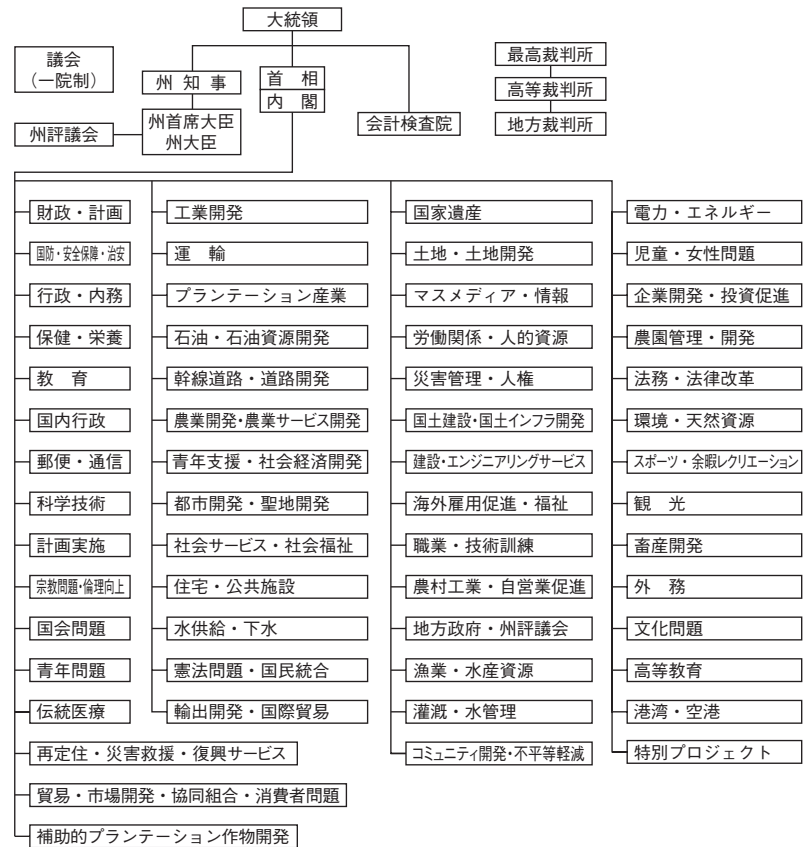 大統領
議会
（一院制）
州 知 事
首 相
内 閣
会計検査院
最高裁判所
高等裁判所
地方裁判所
州評議会
州首席大臣
州大臣
財政・計画
国防・安全保障・治安
行政・内務
保健・栄養
教 育
国内行政
郵便・通信
科学技術
計画実施
宗教問題・倫理向上
国会問題
青年問題
伝統医療
再定住・災害救援・復興サービス
貿易・市場開発・協同組合・消費者問題
補助的プランテーション作物開発
工業開発
運 輸
プランテーション産業
石油・石油資源開発
幹線道路・道路開発
農業開発・農業サービス開発
青年支援・社会経済開発
都市開発・聖地開発
社会サービス・社会福祉
住宅・公共施設
水供給・下水
憲法問題・国民統合
輸出開発・国際貿易
国家遺産
土地・土地開発
マスメディア・情報
労働関係・人的資源
災害管理・人権
国土建設・国土インフラ開発
建設・エンジニアリングサービス
海外雇用促進・福祉
職業・技術訓練
農村工業・自営業促進
地方政府・州評議会
漁業・水産資源
灌漑・水管理
コミュニティ開発・不平等軽減
電力・エネルギー
児童・女性問題
企業開発・投資促進
農園管理・開発
法務・法律改革
環境・天然資源
スポーツ・余暇レクリエーション
観 光
畜産開発
外 務
文化問題
高等教育
港湾・空港
特別プロジェクト